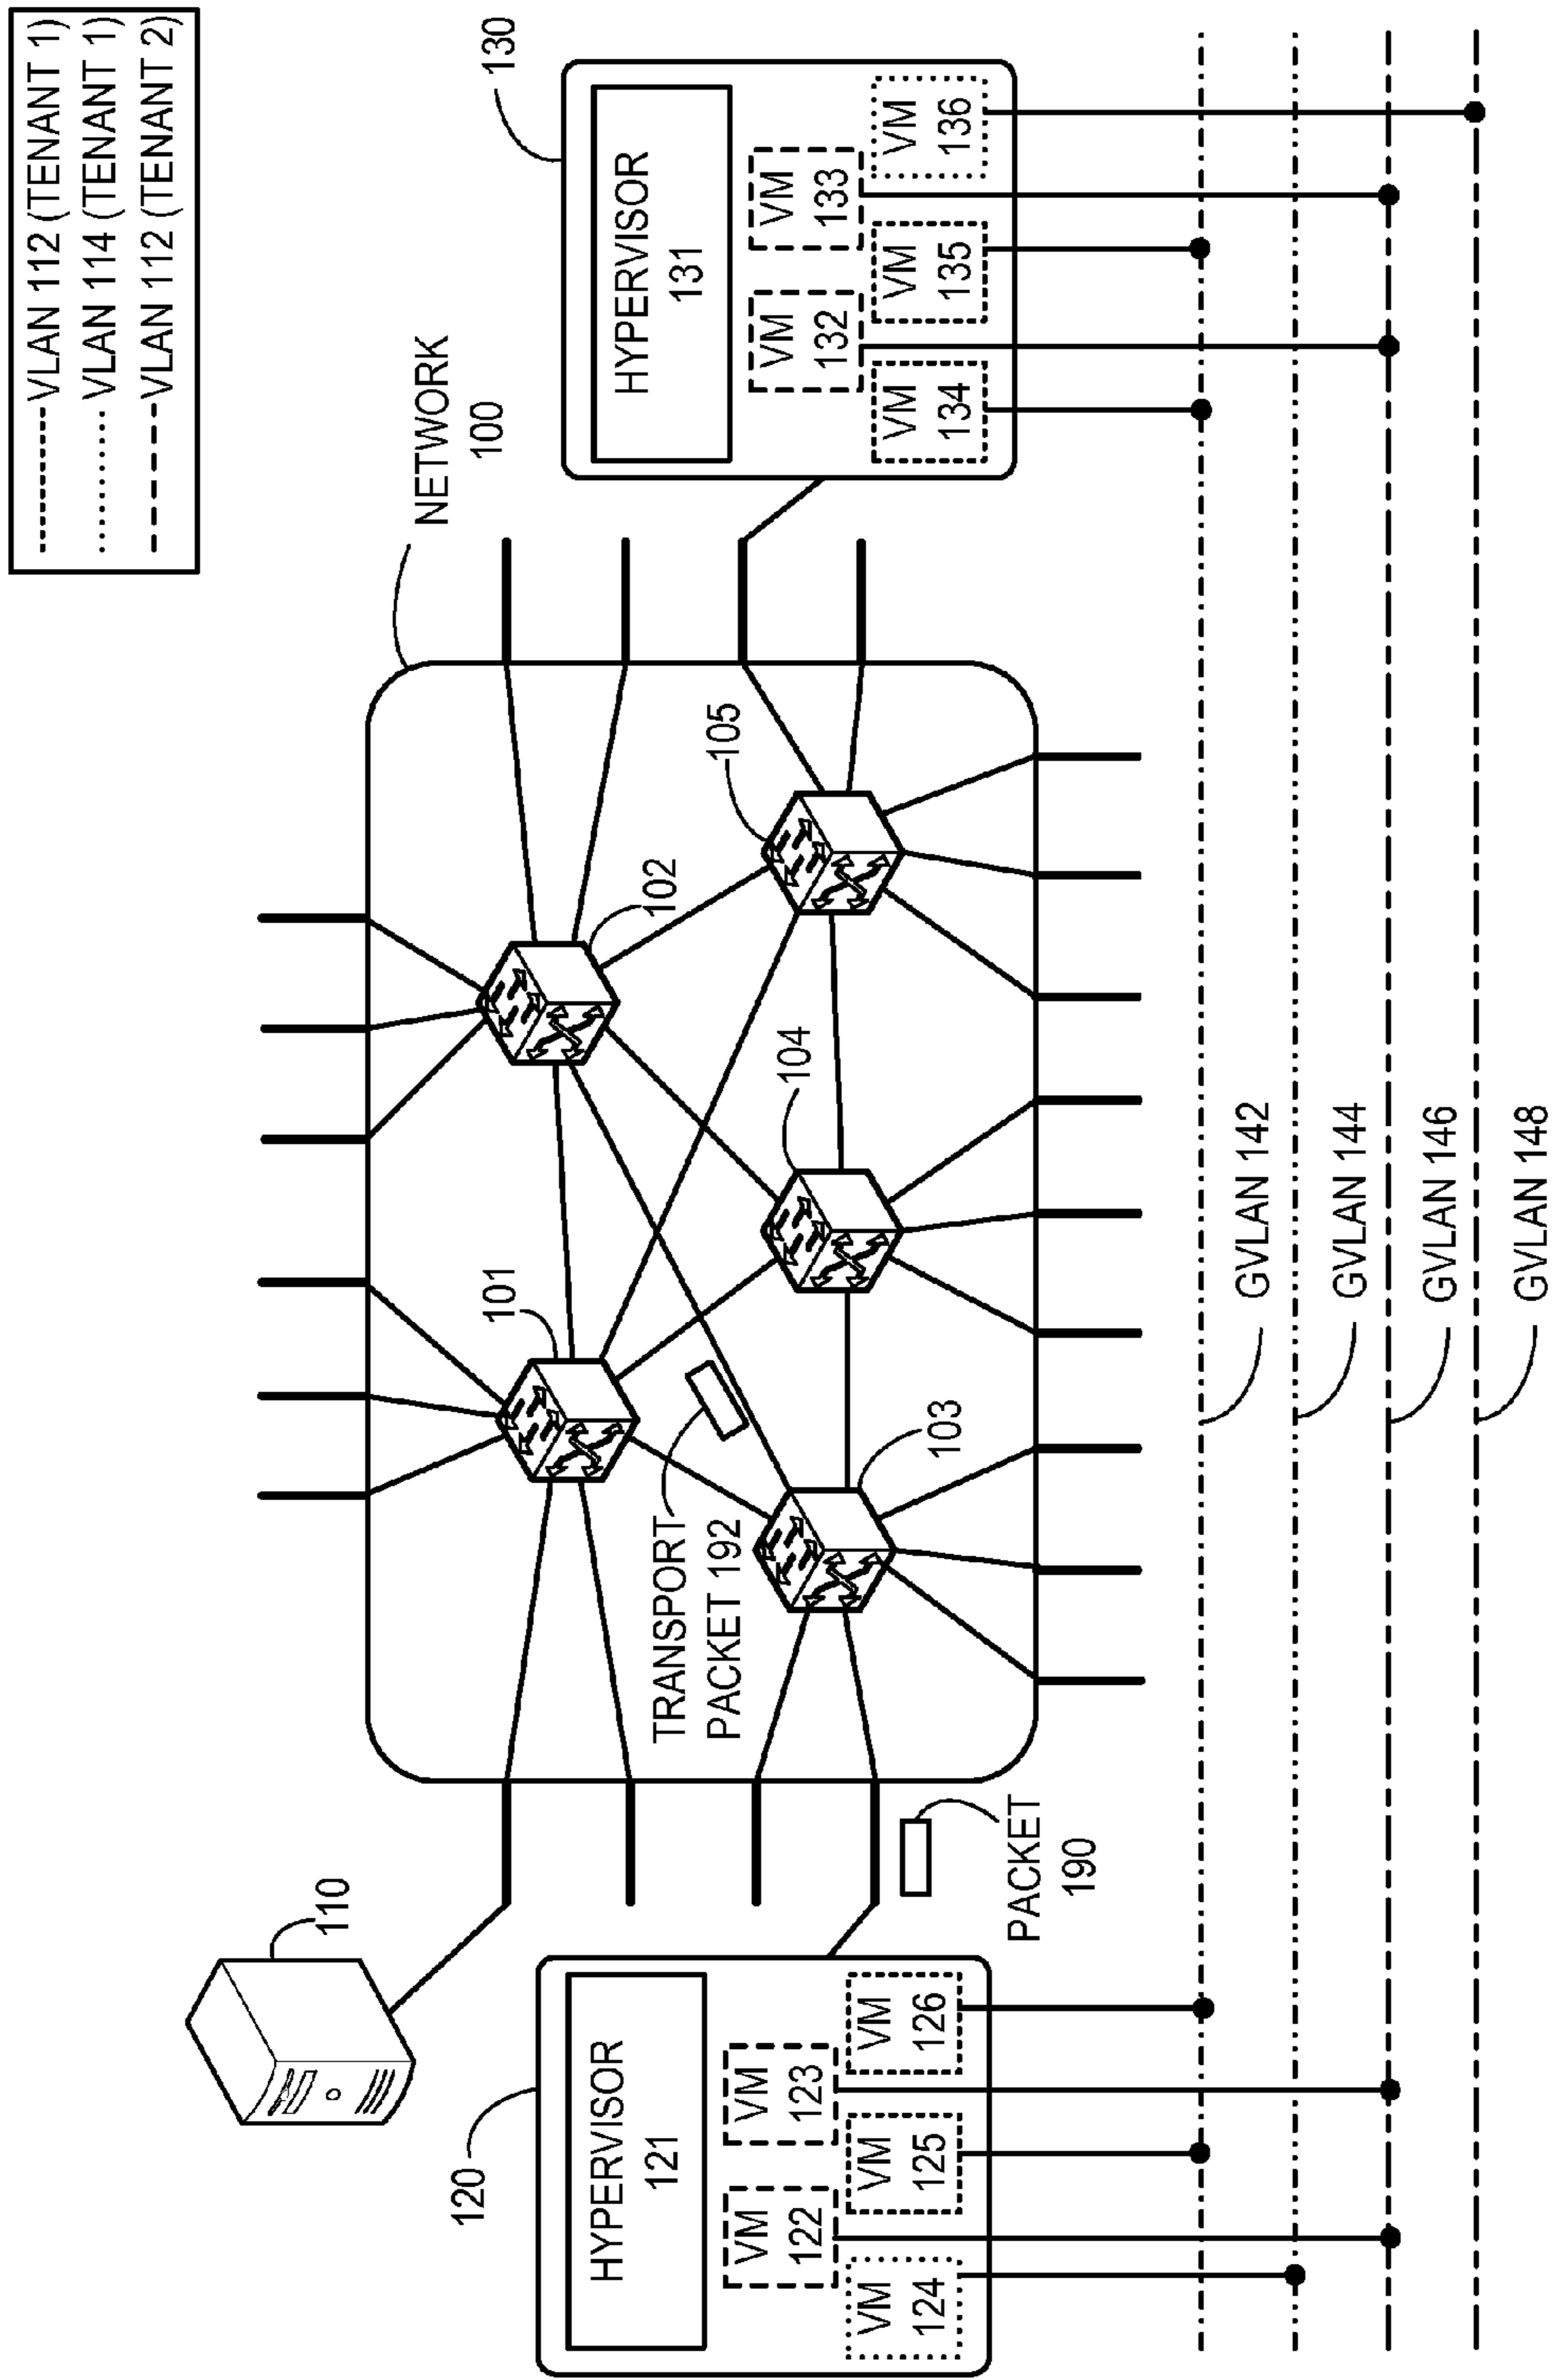 VLAN 112 (TENANT 1)
VLAN 114 (TENANT 1)
VLAN 112 (TENANT 2)
NETWORK
100
130
HYPERVISOR
131
VM
132
VM
133
VM
134
VM
135
VM
136
110
101
102
103
104
105
TRANSPORT
PACKET 192
PACKET
190
120
HYPERVISOR
121
VM
122
VM
123
VM
124
VM
125
VM
126
GVLAN 142
GVLAN 144
GVLAN 146
GVLAN 148